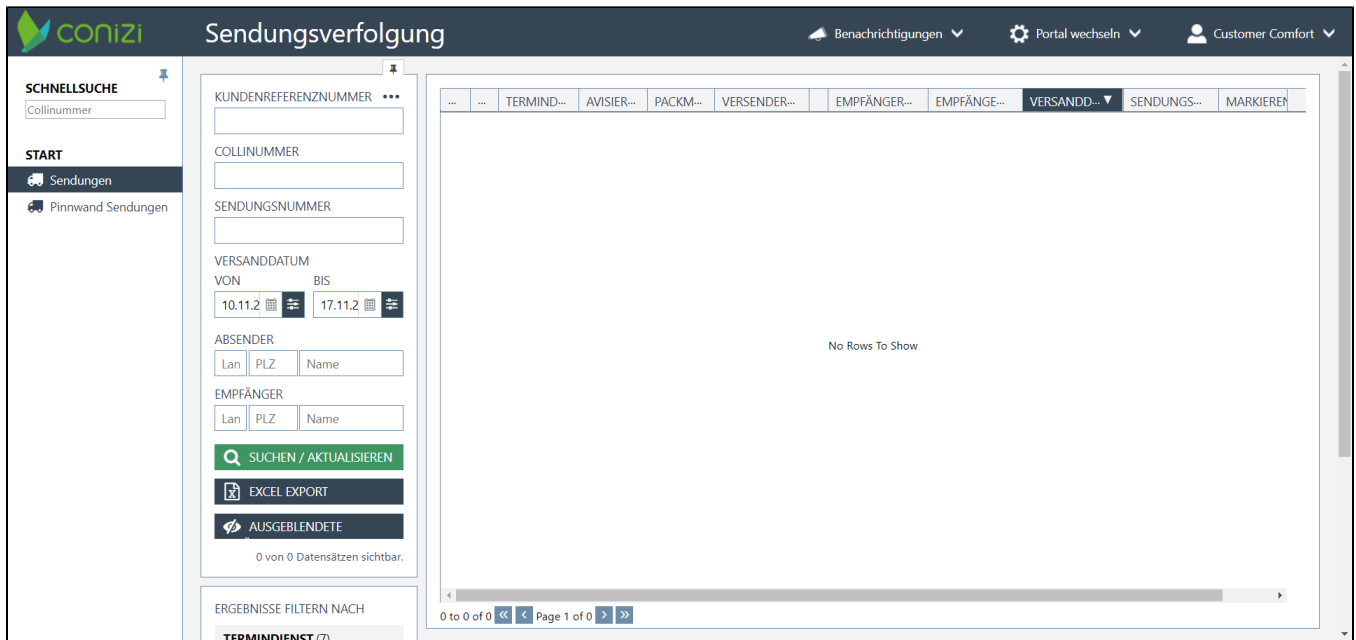 conizi
Sendungsverfolgung
Benachrichtigungen
Portal wechseln
Customer Comfort
SCHNELLSUCHE
Collinummer
START
Sendungen
Pinnwand Sendungen
KUNDENREFERENZNUMMER •••
COLLINUMMER
SENDUNGSNUMMER
VERSANDDATUM
VON BIS
10.11.2 17.11.2
ABSENDER
Lan PLZ Name
EMPFÄNGER
Lan PLZ Name
SUCHEN / AKTUALISIEREN
EXCEL EXPORT
AUSGEBLENDETE
0 von 0 Datensätzen sichtbar.
ERGEBNISSE FILTERN NACH
TERMINDIENST (7)
... ... TERMIND... AVISIER... PACKM... VERSENDER... EMPFÄNGER... EMPFÄNGE... VERSANDD... ▼ SENDUNGS... MARKIEREN
No Rows To Show
0 to 0 of 0 Page 1 of 0